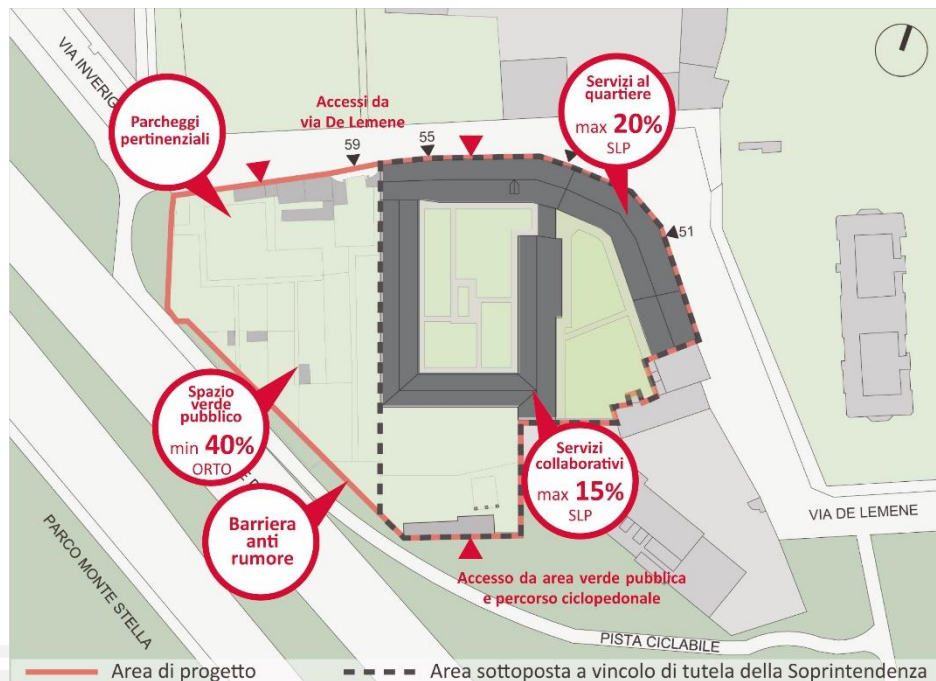 VIA INVERIG
Parcheggi
pertinenziali
Accessi da
via De Lemene
59
55
Servizi al
quartiere
max 20%
SLP
51
Spazio
verde
pubblico
min 40%
ORTO
Barriera
anti
rumore
Servizi
collaborativi
max 15%
SLP
VIA DE LEMENE
Accesso da area verde pubblica
e percorso ciclopedonale
PARCO MONTE STELLA
PISTA CICLABILE
Area di progetto
Area sottoposta a vincolo di tutela della Soprintendenza